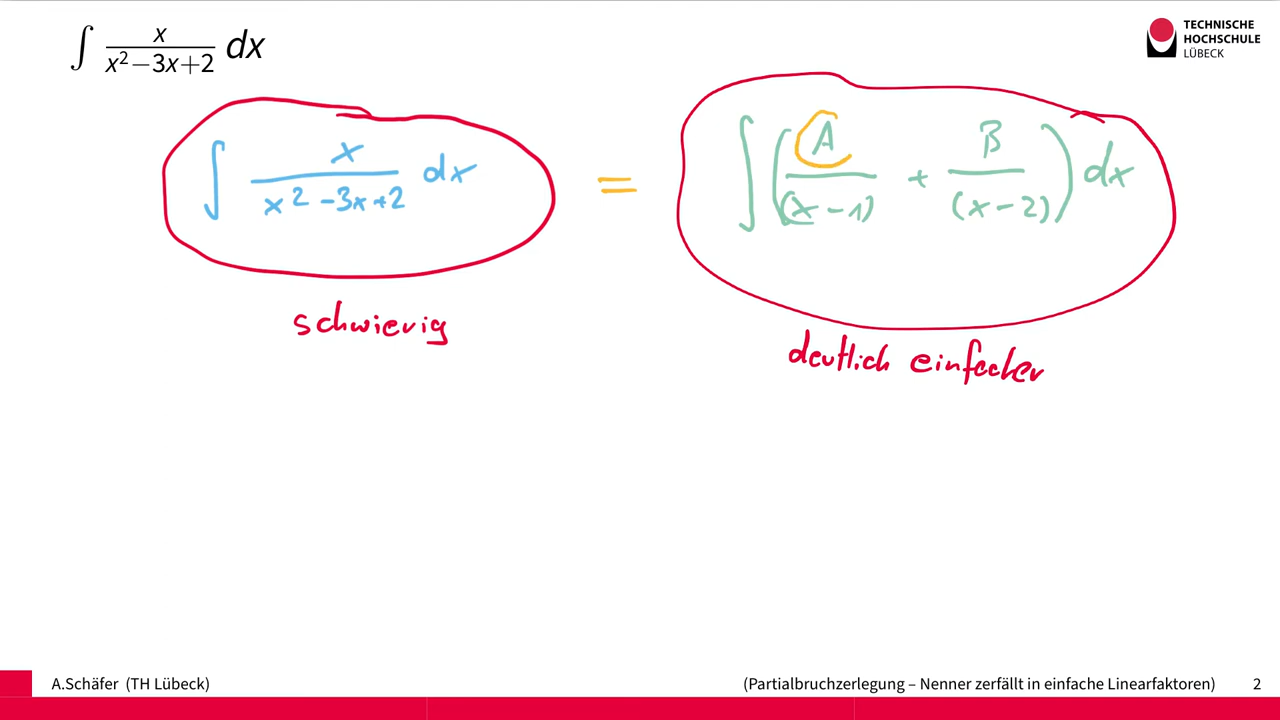 ∫ x/(x²−3x+2) dx
TECHNISCHE
HOCHSCHULE
LÜBECK
∫ x/(x²-3x+2) dx = ∫ (A/(x-1) + B/(x-2)) dx
schwierig
deutlich einfacher
A.Schäfer (TH Lübeck)
(Partialbruchzerlegung – Nenner zerfällt in einfache Linearfaktoren)
2